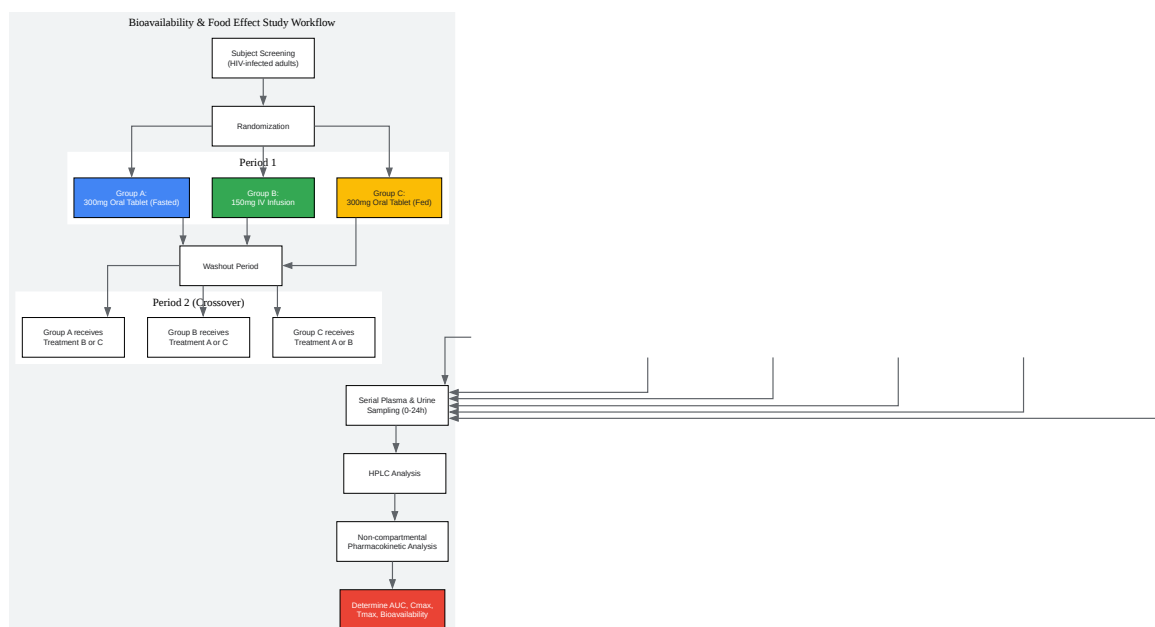 Bioavailability & Food Effect Study Workflow
Subject Screening
(HIV-infected adults)
Randomization
Period 1
Group A:
300mg Oral Tablet (Fasted)
Group B:
150mg IV Infusion
Group C:
300mg Oral Tablet (Fed)
Washout Period
Period 2 (Crossover)
Group A receives
Treatment B or C
Group B receives
Treatment A or C
Group C receives
Treatment A or B
Serial Plasma & Urine
Sampling (0-24h)
HPLC Analysis
Non-compartmental
Pharmacokinetic Analysis
Determine AUC, Cmax,
Tmax, Bioavailability